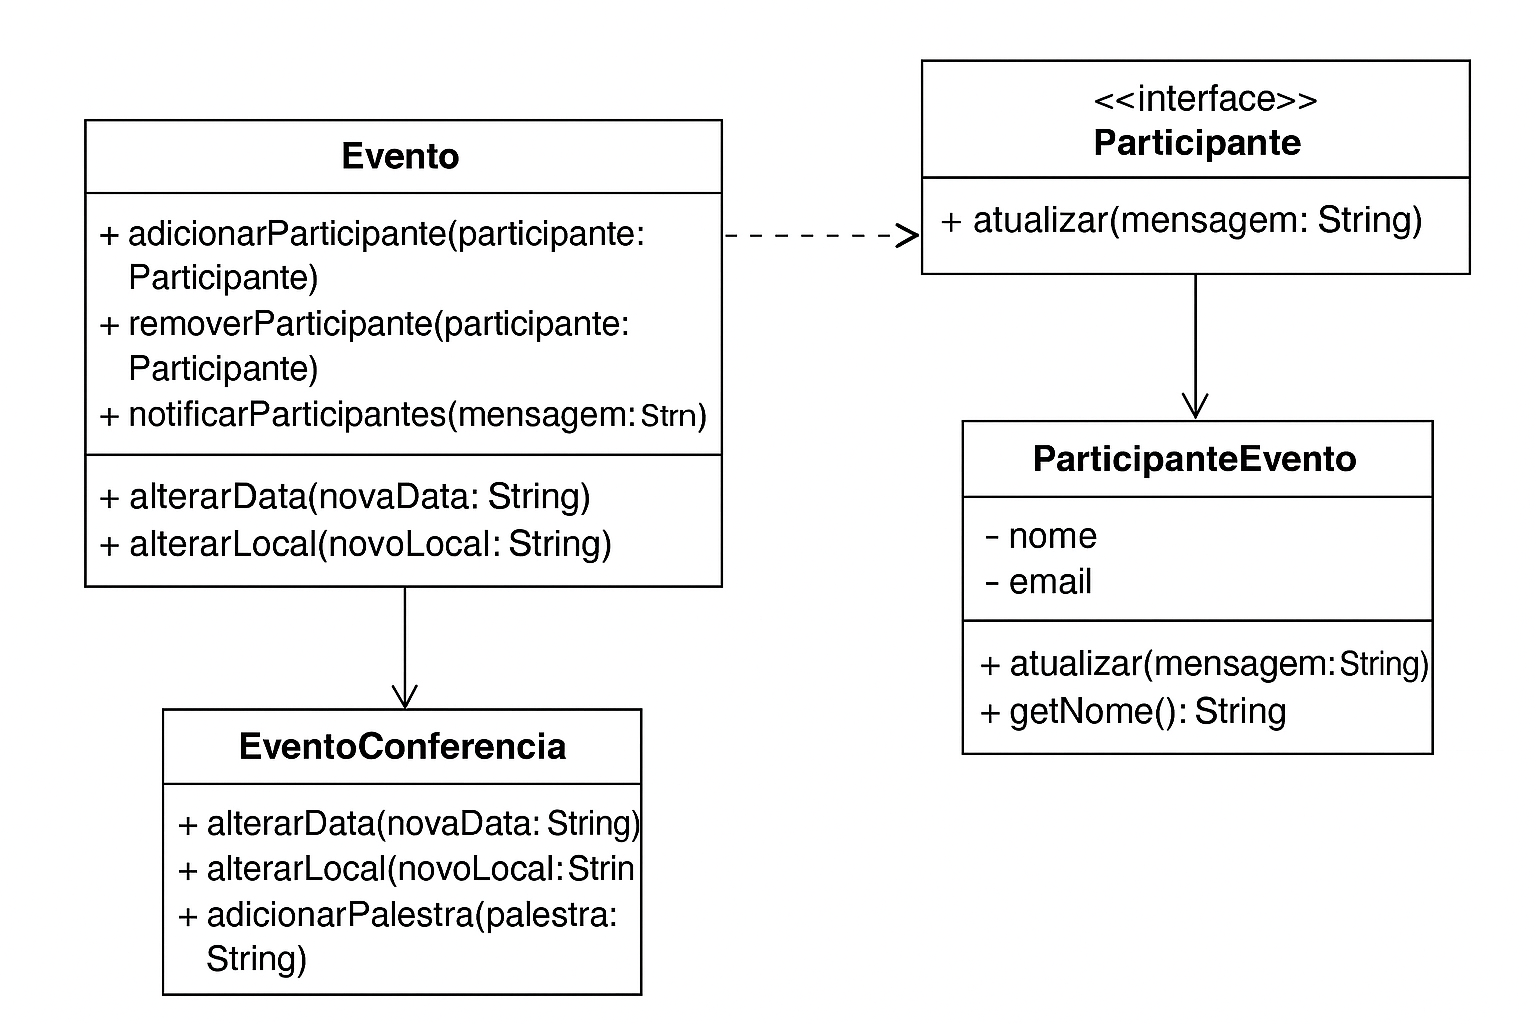 Evento
+ adicionarParticipante(participante:
Participante)
+ removerParticipante(participante:
Participante)
+ notificarParticipantes(mensagem: Strn)
+ alterarData(novaData: String)
+ alterarLocal(novoLocal: String)
<<interface>>
Participante
+ atualizar(mensagem: String)
ParticipanteEvento
- nome
- email
+ atualizar(mensagem: String)
+ getNome(): String
EventoConferencia
+ alterarData(novaData: String)
+ alterarLocal(novoLocal: Strin
+ adicionarPalestra(palestra:
String)